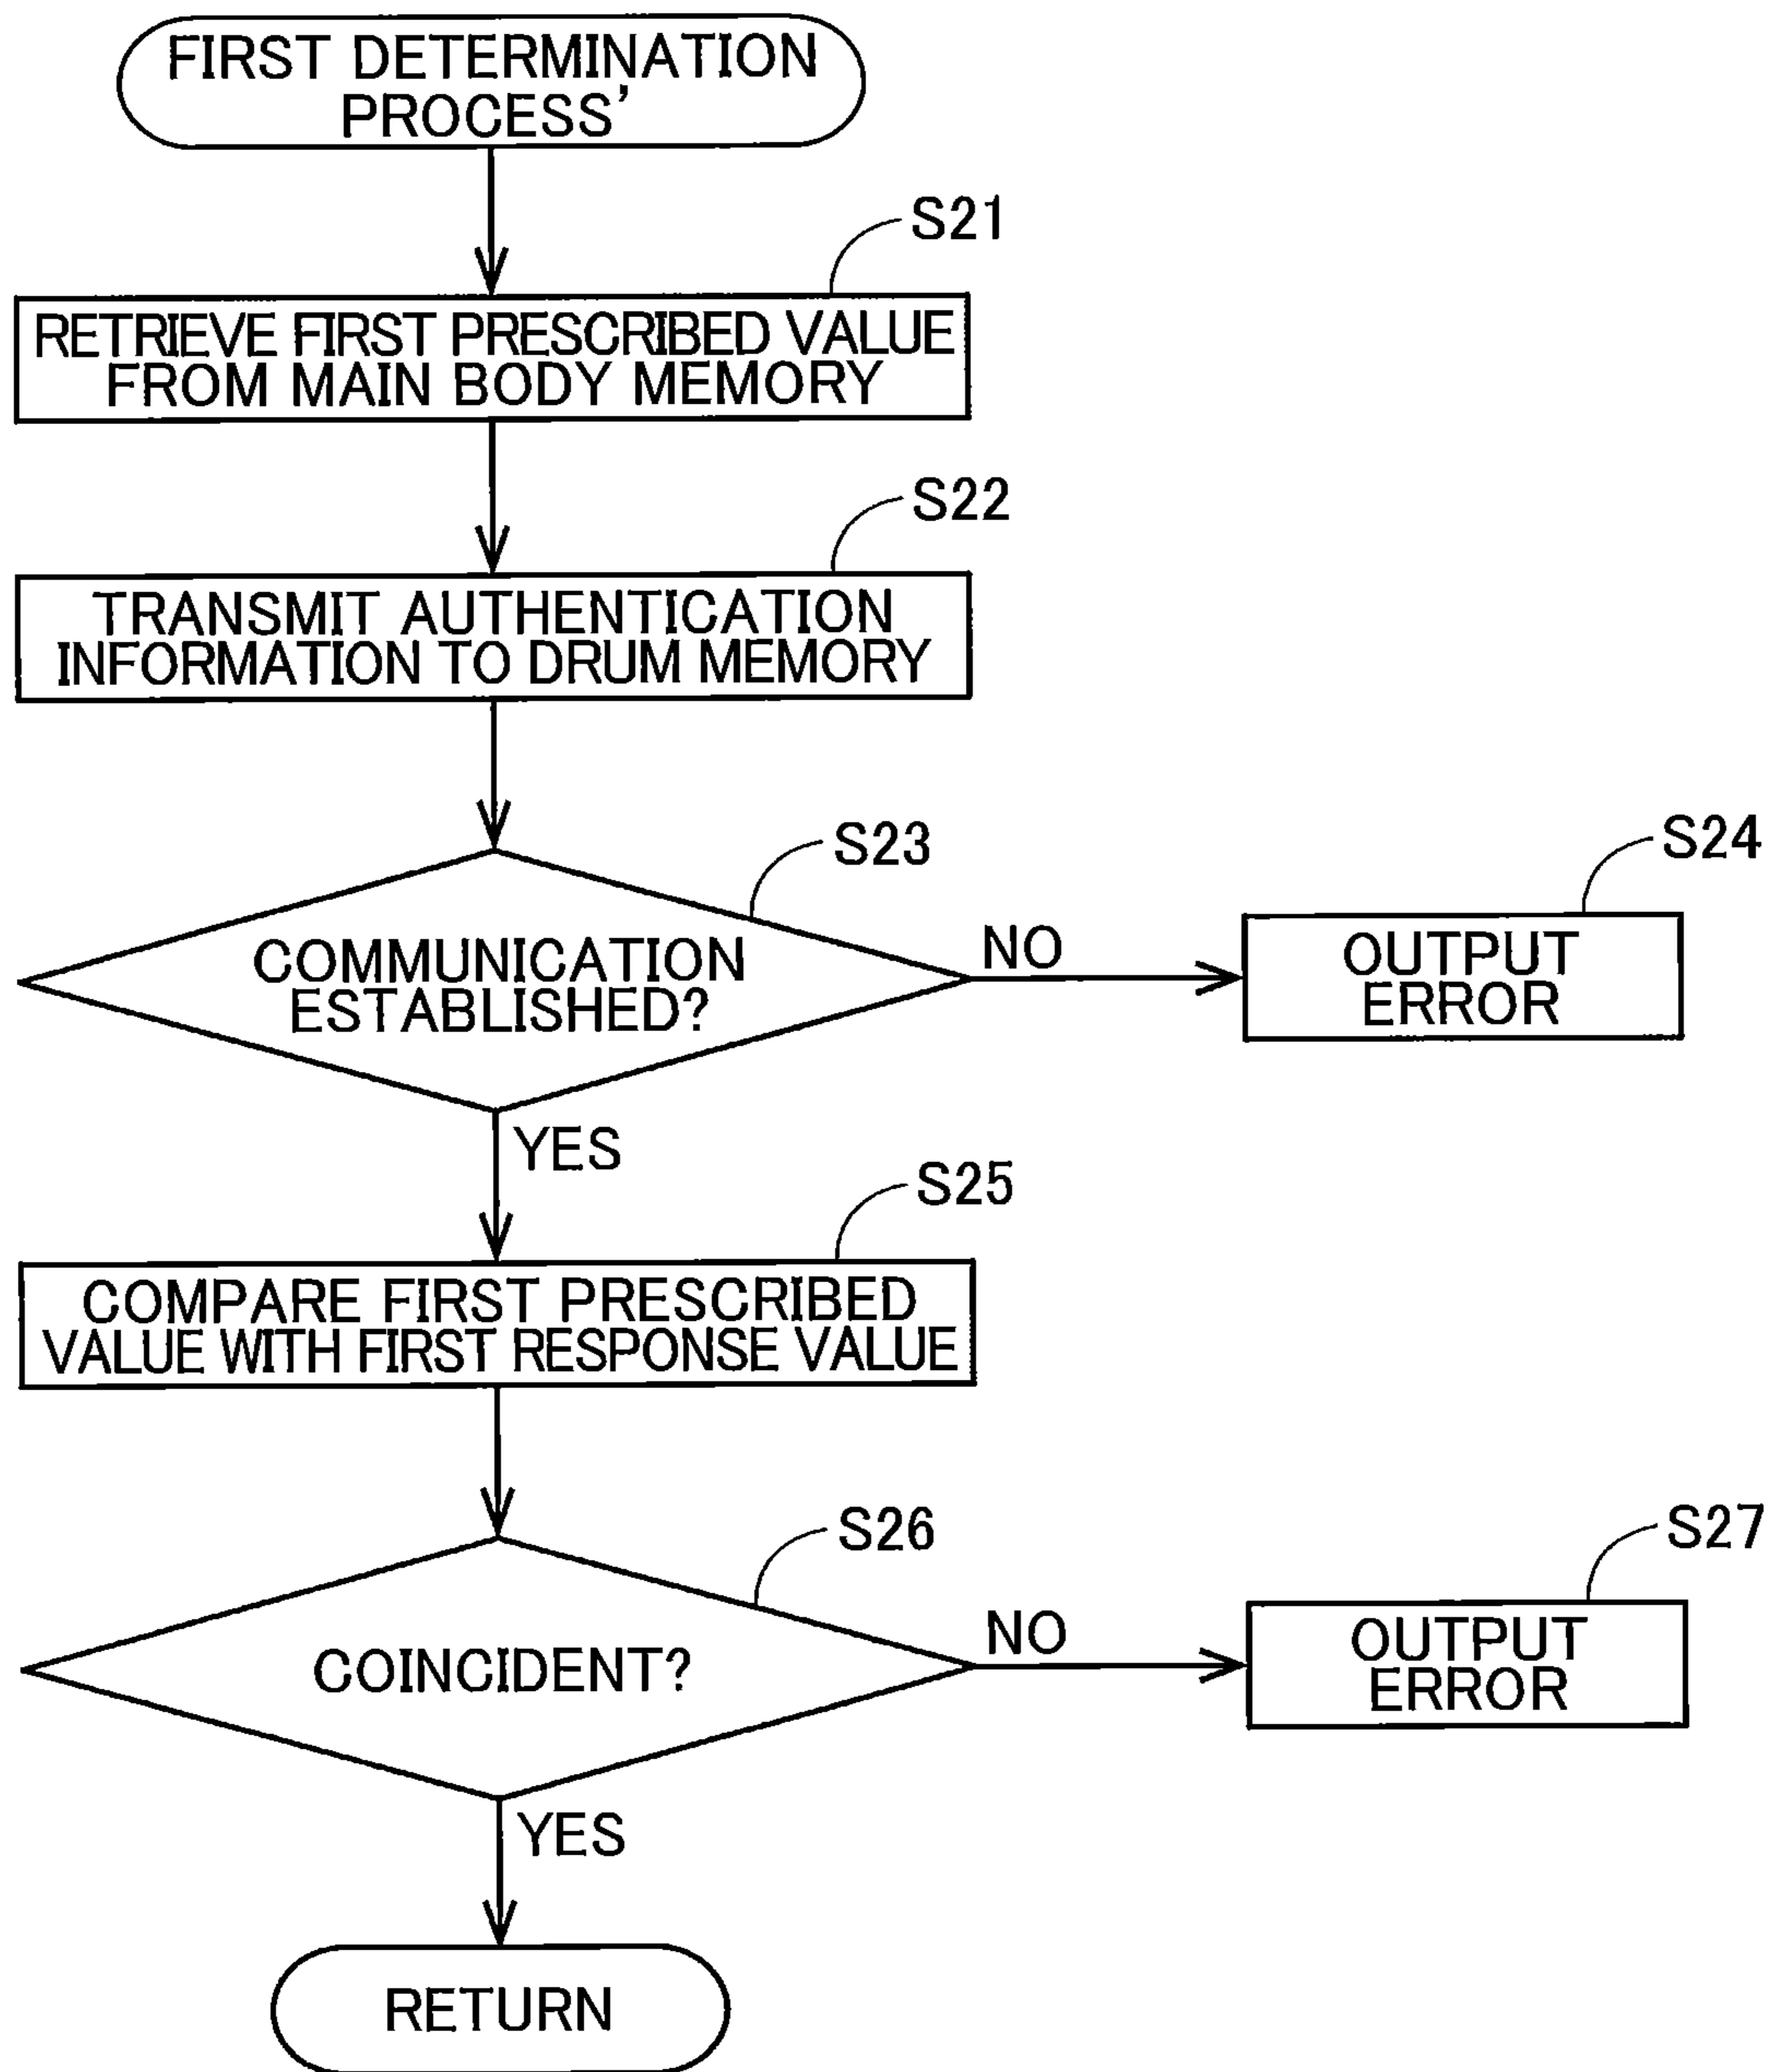 FIRST DETERMINATION
PROCESS'
S21
RETRIEVE FIRST PRESCRIBED VALUE
FROM MAIN BODY MEMORY
S22
TRANSMIT AUTHENTICATION
INFORMATION TO DRUM MEMORY
S23
S24
COMMUNICATION
ESTABLISHED?
NO
OUTPUT
ERROR
YES
S25
COMPARE FIRST PRESCRIBED
VALUE WITH FIRST RESPONSE VALUE
S26
S27
COINCIDENT?
NO
OUTPUT
ERROR
YES
RETURN